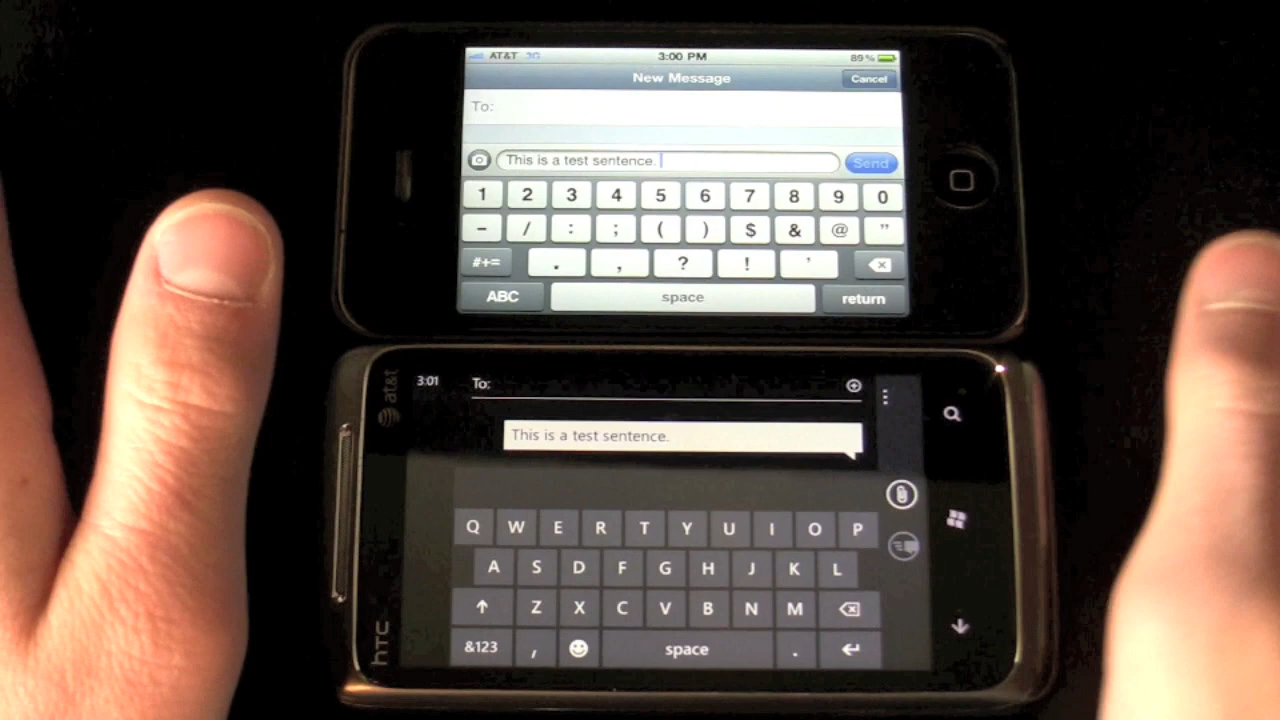 AT&T 3G 3:00 PM 89%
New Message Cancel
To:
This is a test sentence. Send
1 2 3 4 5 6 7 8 9 0
- / : ; ( ) $ & @ "
#+= . , ? ! '
ABC space return
at&t
3:01 To:
This is a test sentence.
Q W E R T Y U I O P
A S D F G H J K L
Z X C V B N M
&123 , space .
hTC